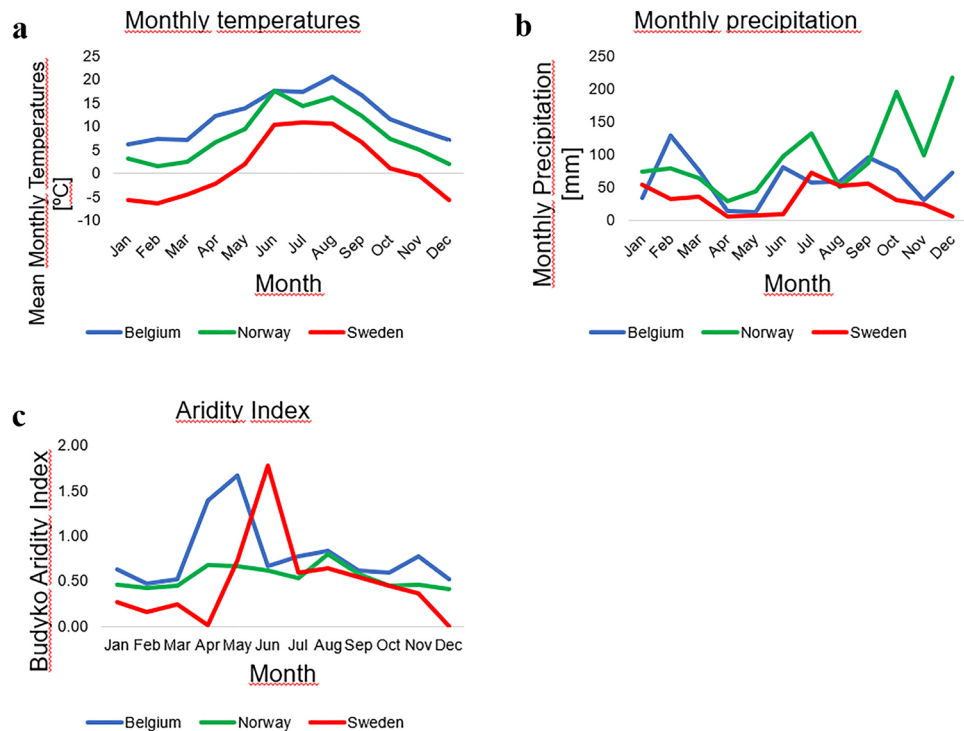 a
Monthly temperatures
Mean Monthly Temperatures
[ºC]
25
20
15
10
5
0
-5
-10
Jan Feb Mar Apr May Jun Jul Aug Sep Oct Nov Dec
Month
Belgium Norway Sweden
b
Monthly precipitation
Monthly Precipitation
[mm]
250
200
150
100
50
0
Jan Feb Mar Apr May Jun Jul Aug Sep Oct Nov Dec
Month
Belgium Norway Sweden
c
Aridity Index
Budyko Aridity Index
2.00
1.50
1.00
0.50
0.00
Jan Feb Mar Apr May Jun Jul Aug Sep Oct Nov Dec
Month
Belgium Norway Sweden